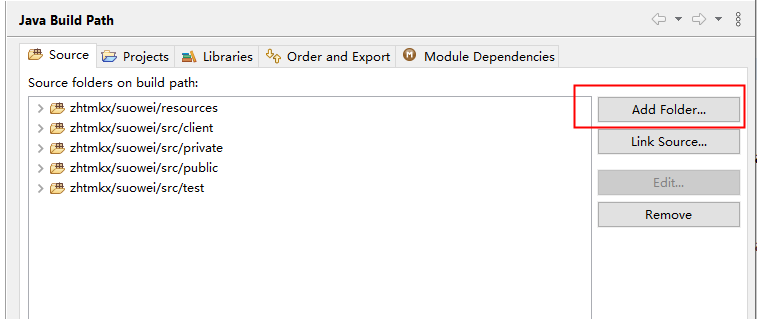 Java Build Path
Source Projects Libraries Order and Export Module Dependencies
Source folders on build path:
zhtmkx/suowei/resources
zhtmkx/suowei/src/client
zhtmkx/suowei/src/private
zhtmkx/suowei/src/public
zhtmkx/suowei/src/test
Add Folder...
Link Source...
Edit...
Remove